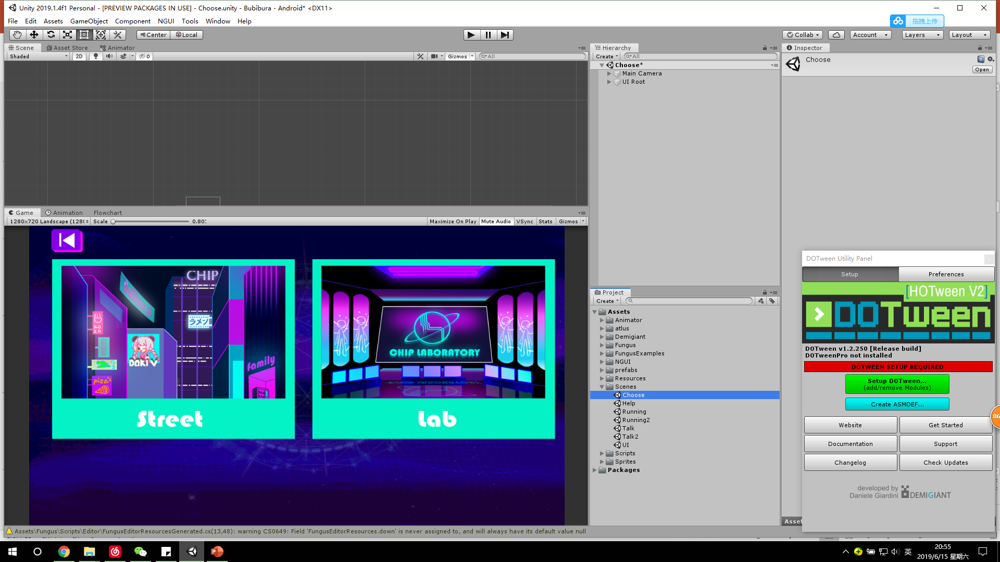 Unity 2019.1.4f1 Personal - [PREVIEW PACKAGES IN USE] - Choose.unity - Bubibura - Android* <DX11>
File Edit Assets GameObject Component NGUI Tools Window Help
拖拽上传
Center Local
Collab Account Layers Layout
Scene Asset Store Animator
Shaded 2D 0 Gizmos All
Hierarchy
Create All
Choose*
Main Camera
UI Root
Inspector
Choose
Open
Game Animation Flowchart
1280x720 Landscape (128( Scale 0.80
Maximize On Play Mute Audio VSync Stats Gizmos
CHIP
ラメン
DOKIV
pizza
family
Street
CHIP LABORATORY
Lab
Project
Create
Assets
Animator
atlus
Demigiant
Fungus
FungusExamples
NGUI
prefabs
Resources
Scenes
Choose
Help
Running
Running2
Talk
Talk2
UI
Scripts
Sprites
Packages
DOTween Utility Panel
Setup Preferences
[HOTween V2]
DOTween
DOTween v1.2.250 [Release build]
DOTweenPro not installed
DOTWEEN SETUP REQUIRED
Setup DOTween...
(add/remove Modules)
Create ASMDEF...
Website Get Started
Documentation Support
Changelog Check Updates
developed by
Daniele Giardini DEMIGIANT
86
Asset
Assets\Fungus\Scripts\Editor\FungusEditorResourcesGenerated.cs(13,48): warning CS0649: Field 'FungusEditorResources.down' is never assigned to, and will always have its default value null
英
20:55
2019/6/15 星期六